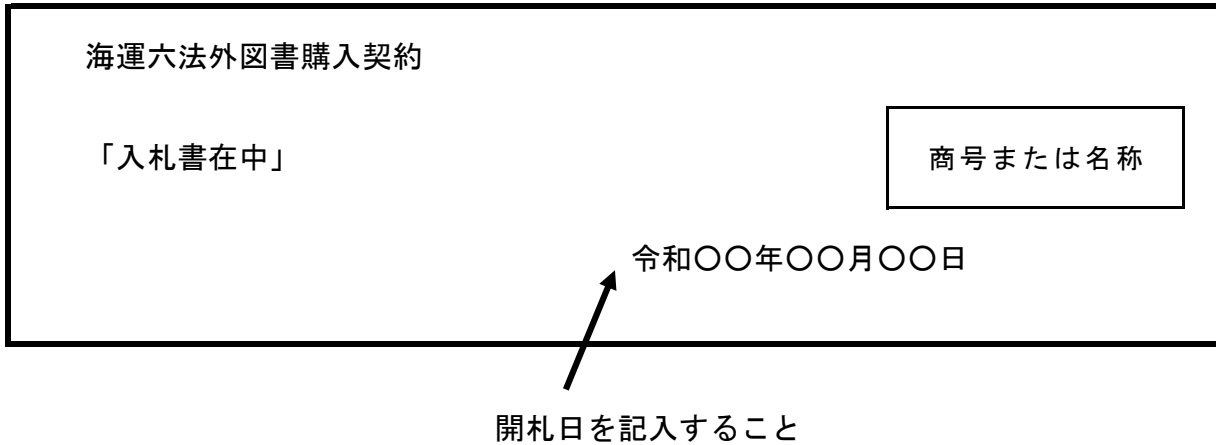 海運六法外図書購入契約
「入札書在中」
商号または名称
令和〇〇年〇〇月〇〇日
開札日を記入すること